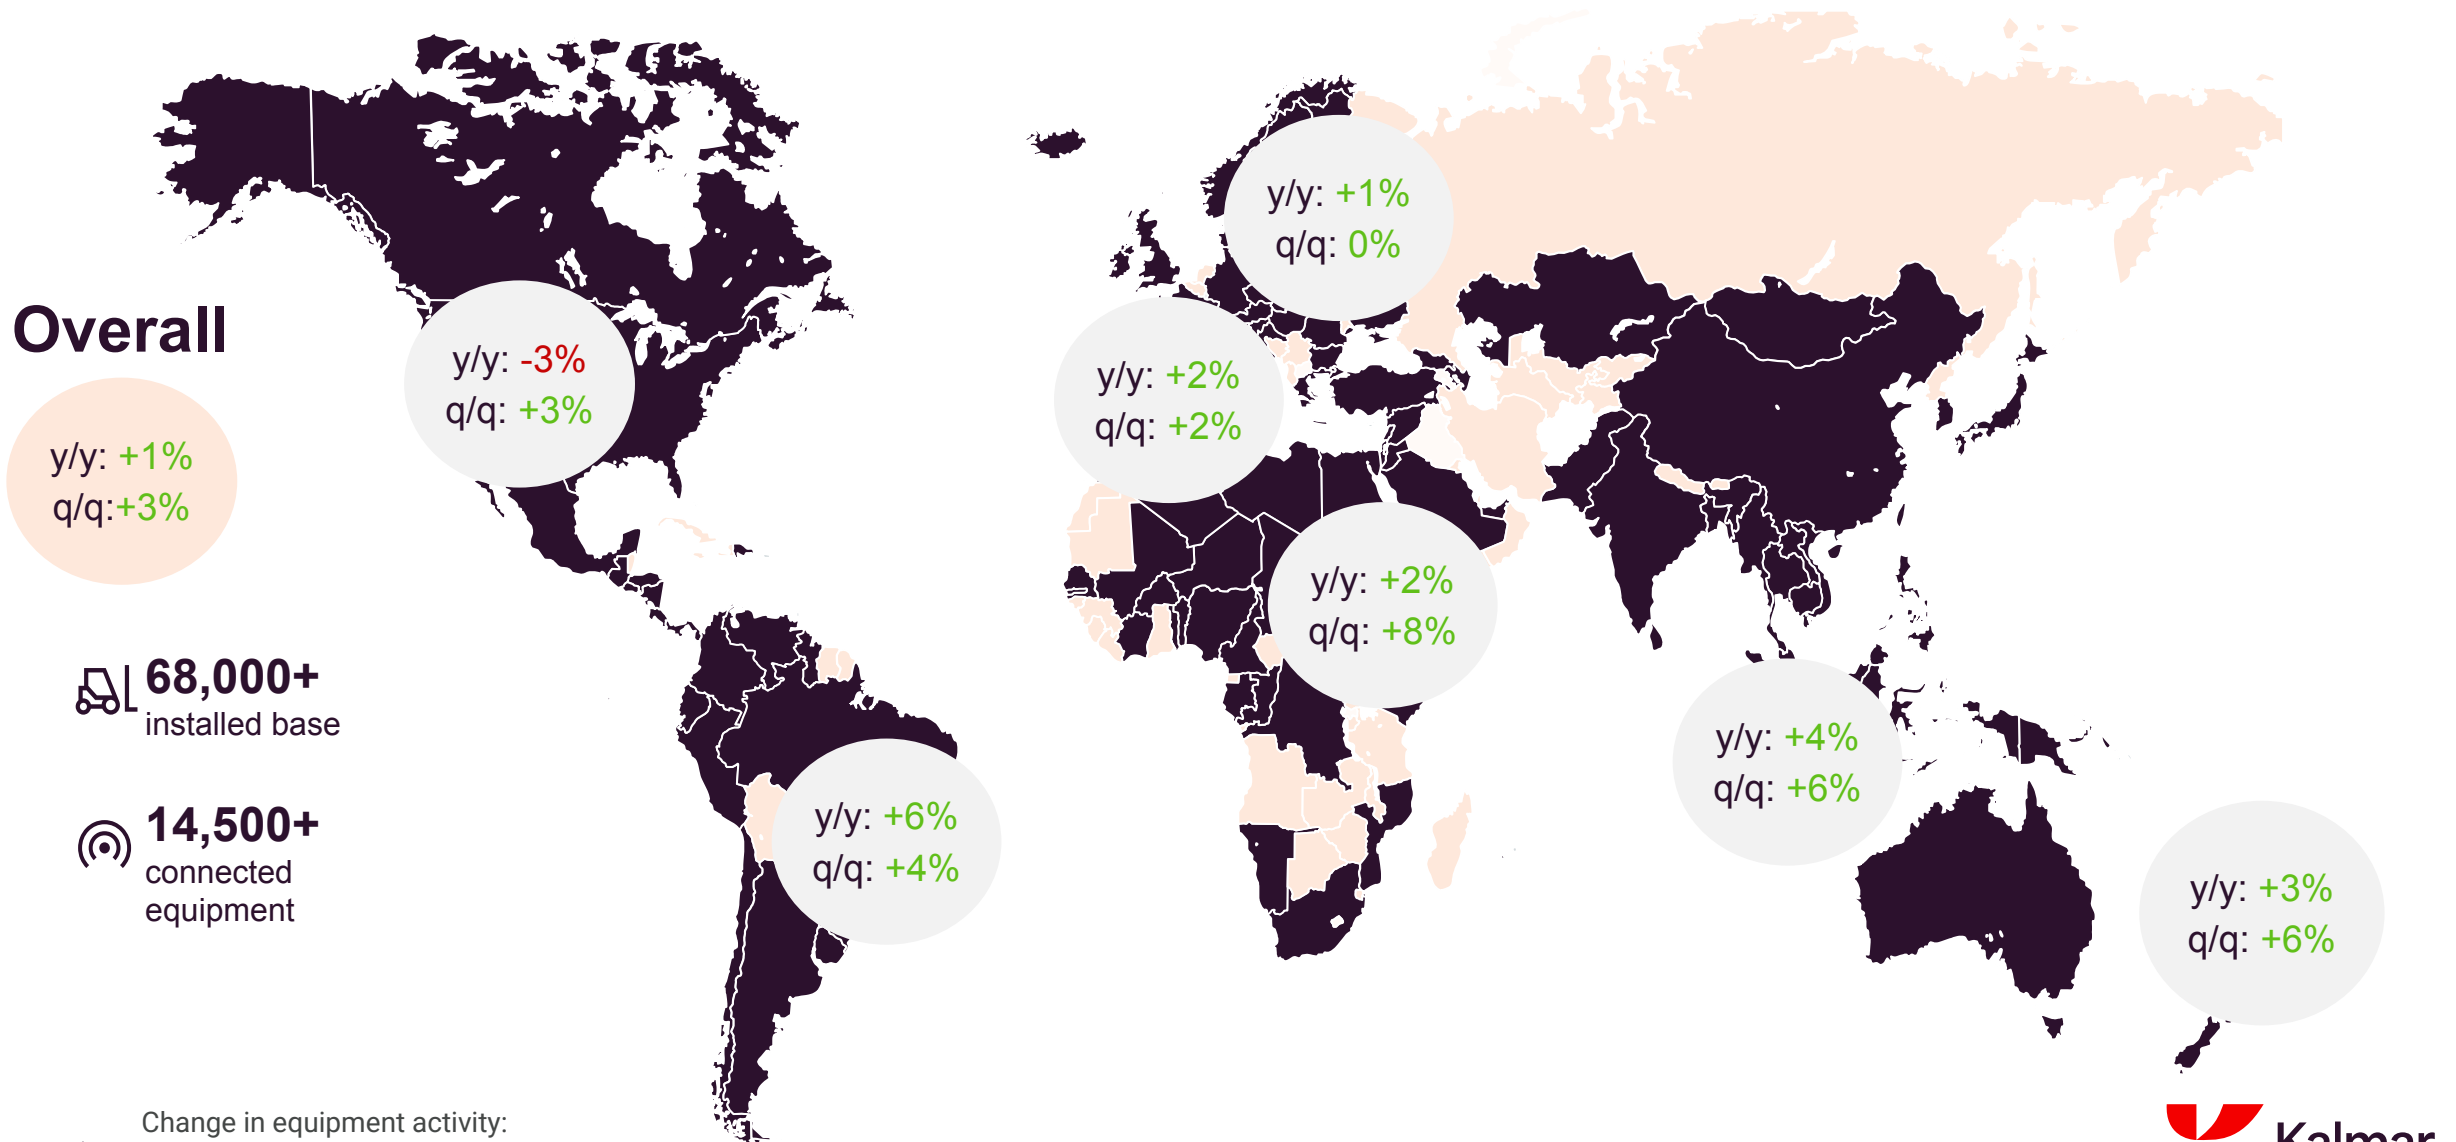 Overall
y/y: +1%
q/q:+3%
68,000+
installed base
14,500+
connected
equipment
y/y: -3%
q/q: +3%
y/y: +6%
q/q: +4%
y/y: +1%
q/q: 0%
y/y: +2%
q/q: +2%
y/y: +2%
q/q: +8%
y/y: +4%
q/q: +6%
y/y: +3%
q/q: +6%
Change in equipment activity:
Kalmar